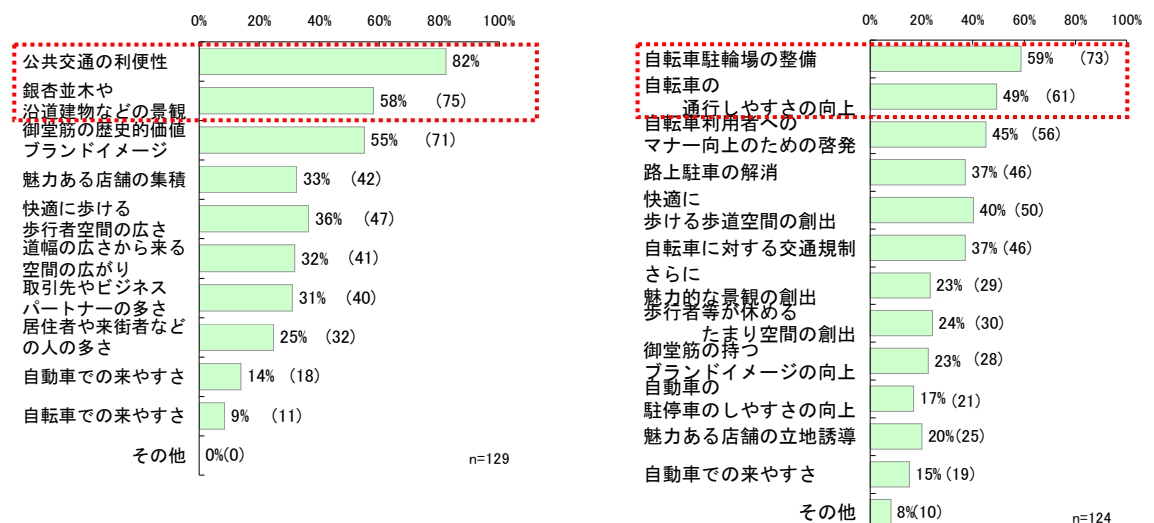 0% 20% 40% 60% 80% 100%
公共交通の利便性 82%
銀杏並木や
沿道建物などの景観 58% (75)
御堂筋の歴史的価値
ブランドイメージ 55% (71)
魅力ある店舗の集積 33% (42)
快適に歩ける
歩行者空間の広さ 36% (47)
道幅の広さから来る
空間の広がり 32% (41)
取引先やビジネス
パートナーの多さ 31% (40)
居住者や来街者など
の人の多さ 25% (32)
自動車での来やすさ 14% (18)
自転車での来やすさ 9% (11)
その他 0%(0)
n=129
0% 20% 40% 60% 80% 100%
自転車駐輪場の整備 59% (73)
自転車の
通行しやすさの向上 49% (61)
自転車利用者への
マナー向上のための啓発 45% (56)
路上駐車の解消 37%(46)
快適に
歩ける歩道空間の創出 40% (50)
自転車に対する交通規制 37% (46)
さらに
魅力的な景観の創出 23% (29)
歩行者等が休める
たまり空間の創出 24% (30)
御堂筋の持つ
ブランドイメージの向上 23% (28)
自動車の
駐停車のしやすさの向上 17%(21)
魅力ある店舗の立地誘導 20%(25)
自動車での来やすさ 15%(19)
その他 8%(10)
n=124